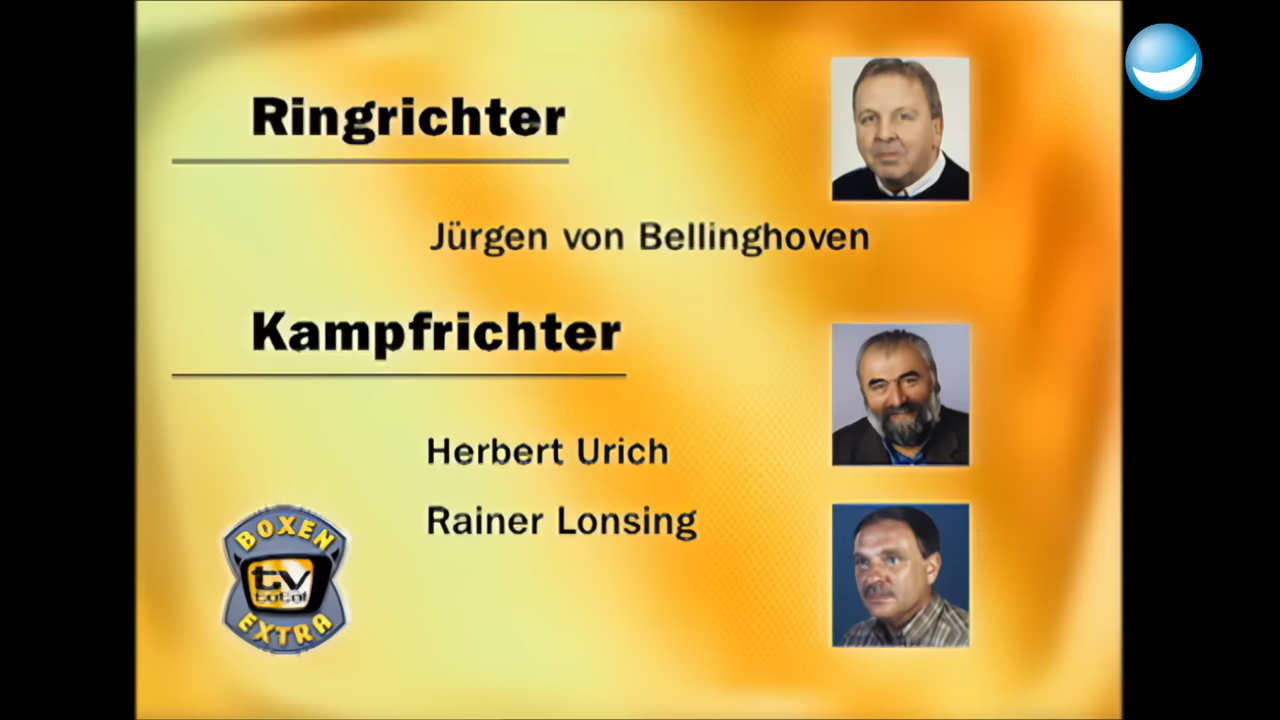 Ringrichter
Jürgen von Bellinghoven
Kampfrichter
Herbert Urich
Rainer Lonsing
BOXEN
tv
total
EXTRA